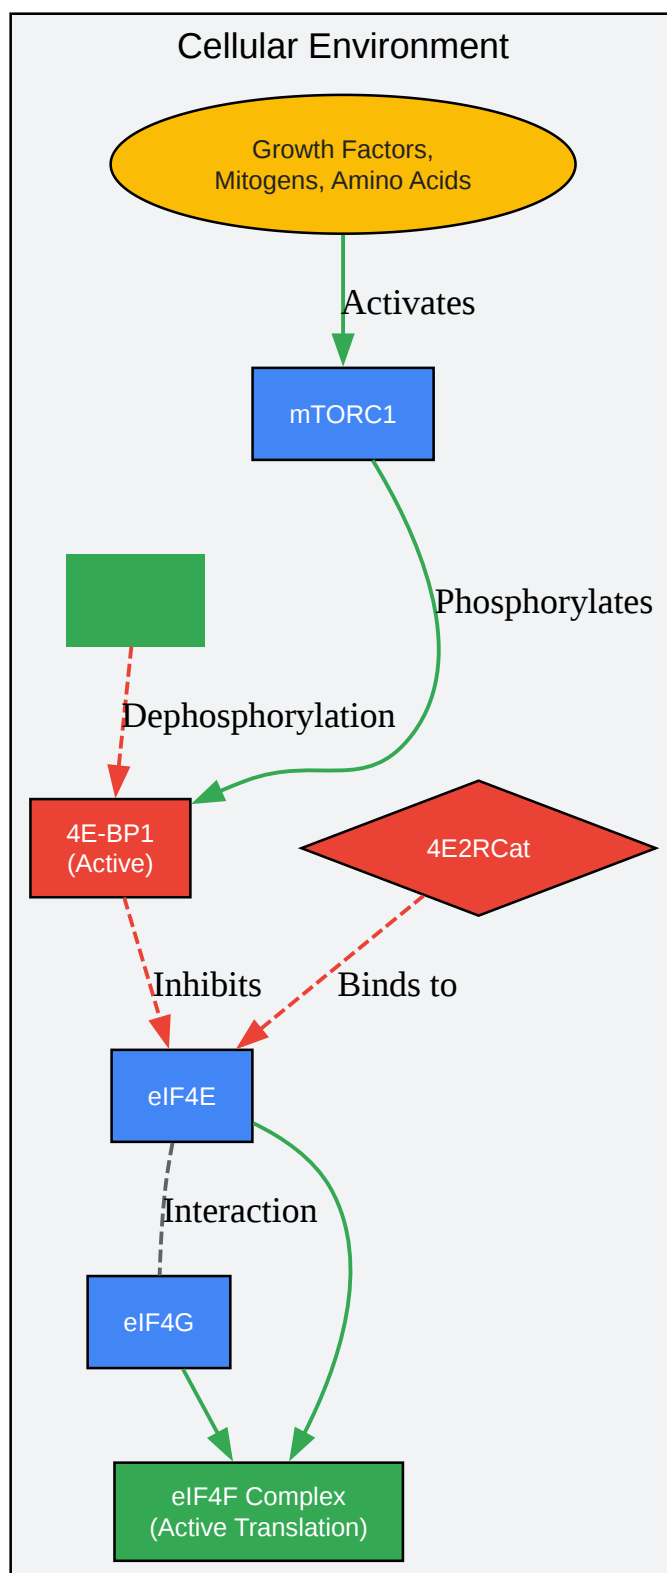 Cellular Environment
Growth Factors,
Mitogens, Amino Acids
Activates
mTORC1
Phosphorylates
Dephosphorylation
4E-BP1
(Active)
4E2RCat
Inhibits
Binds to
eIF4E
Interaction
eIF4G
eIF4F Complex
(Active Translation)